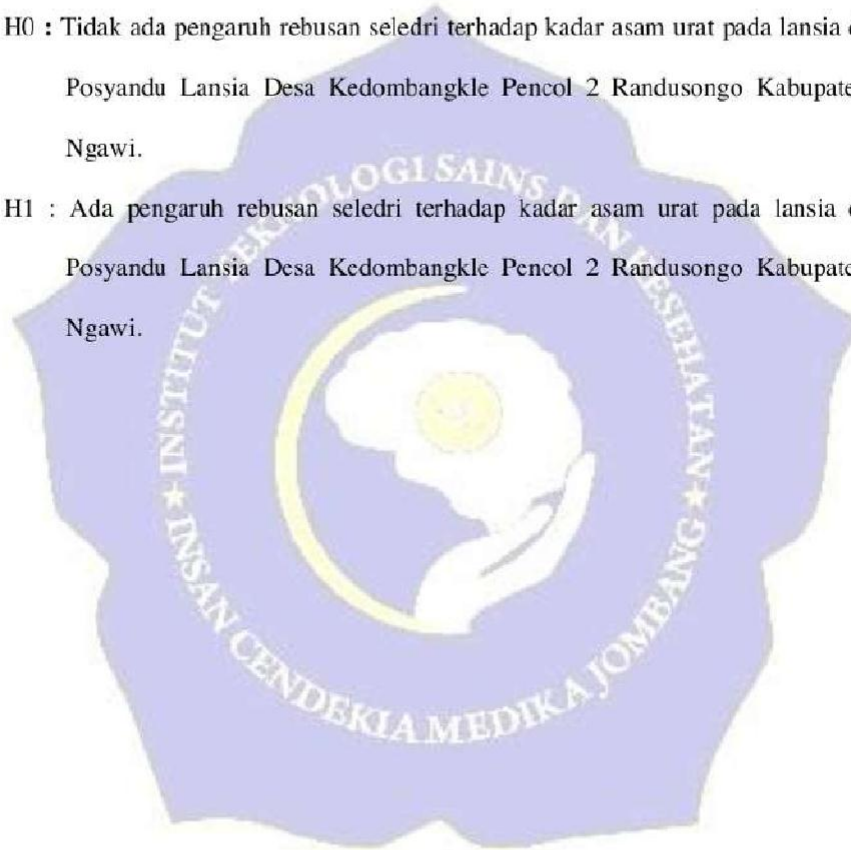 H0 : Tidak ada pengaruh rebusan seledri terhadap kadar asam urat pada lansia
Posyandu Lansia Desa Kedombangkle Pencol 2 Randusongo Kabupate
Ngawi.
H1 : Ada pengaruh rebusan seledri terhadap kadar asam urat pada lansia
Posyandu Lansia Desa Kedombangkle Pencol 2 Randusongo Kabupate
Ngawi.
INSTITUT TEKNOLOGI SAINS DAN KESEHATAN
★ INSAN CENDEKIA MEDIKA JOMBANG ★